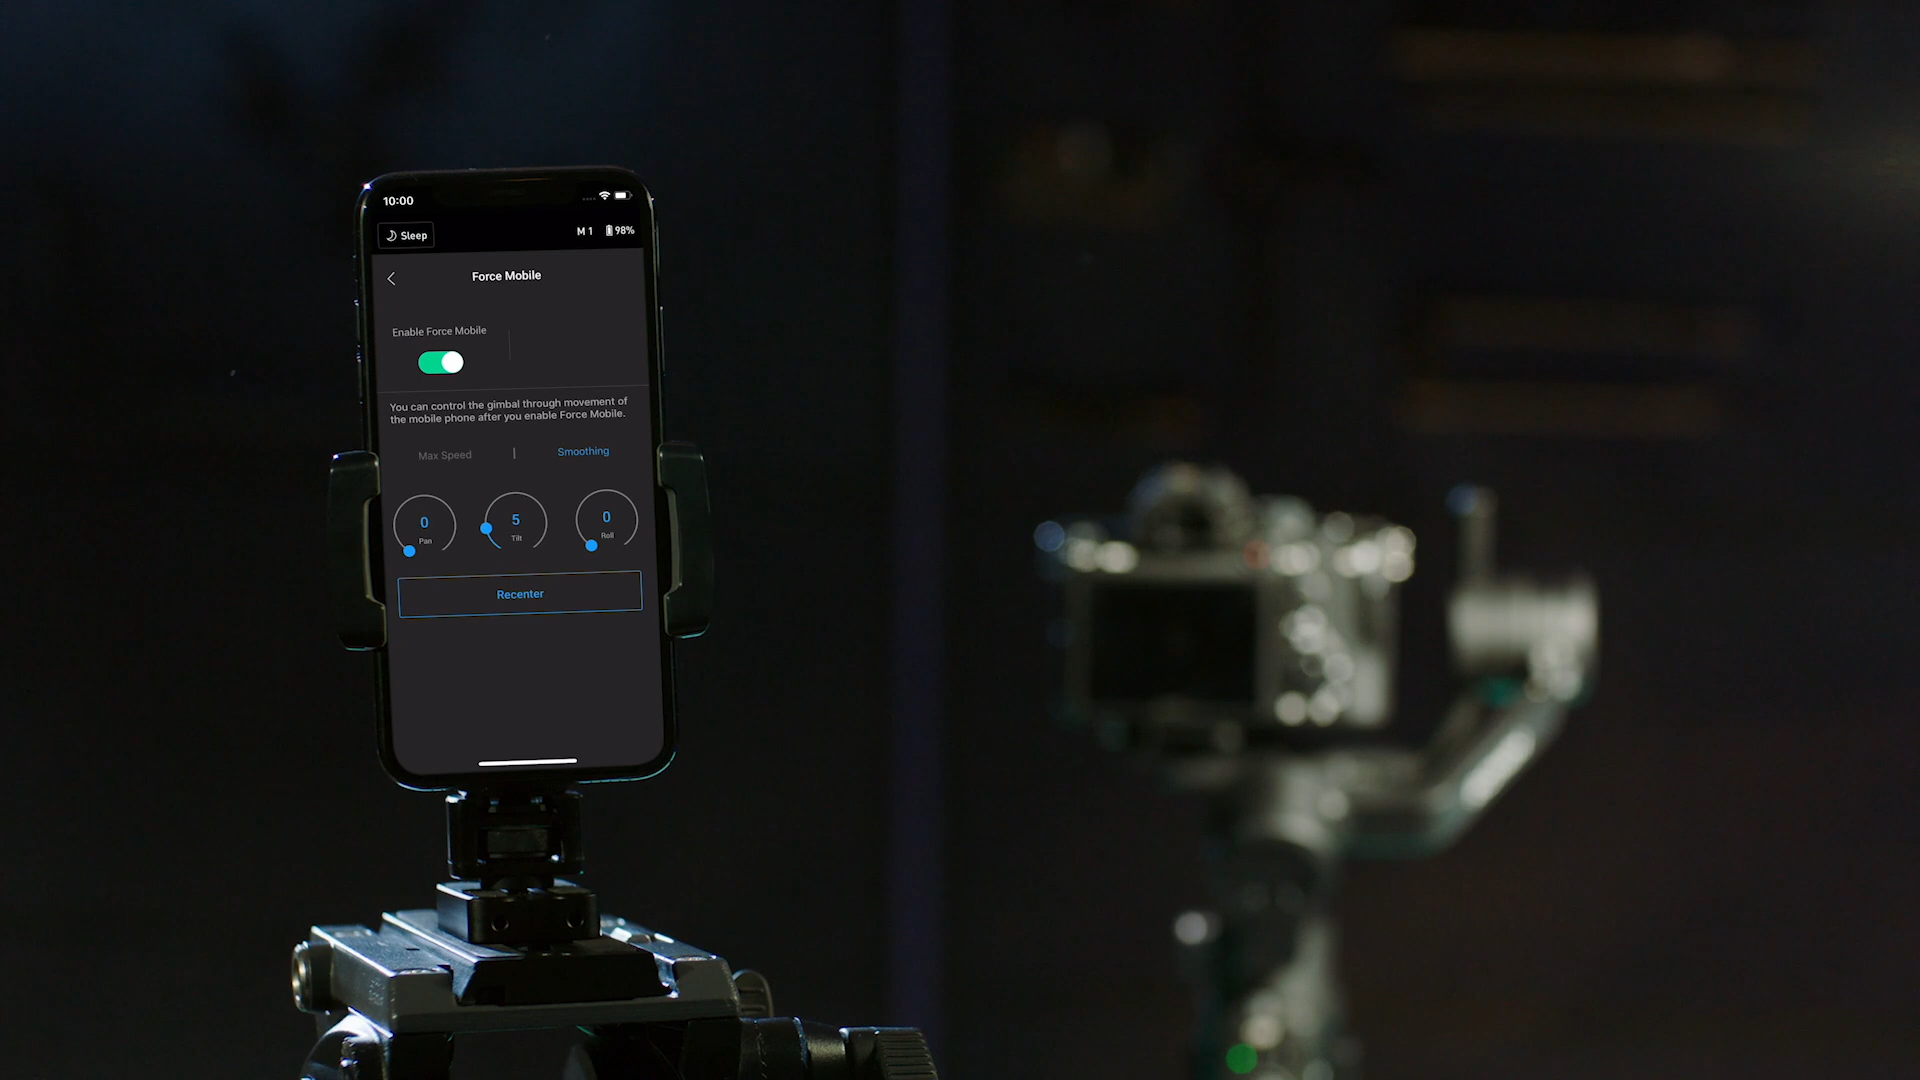 10:00
Sleep
M 1 98%
Force Mobile
Enable Force Mobile
You can control the gimbal through movement of
the mobile phone after you enable Force Mobile.
Max Speed | Smoothing
0 5 0
Pan Tilt Roll
Recenter